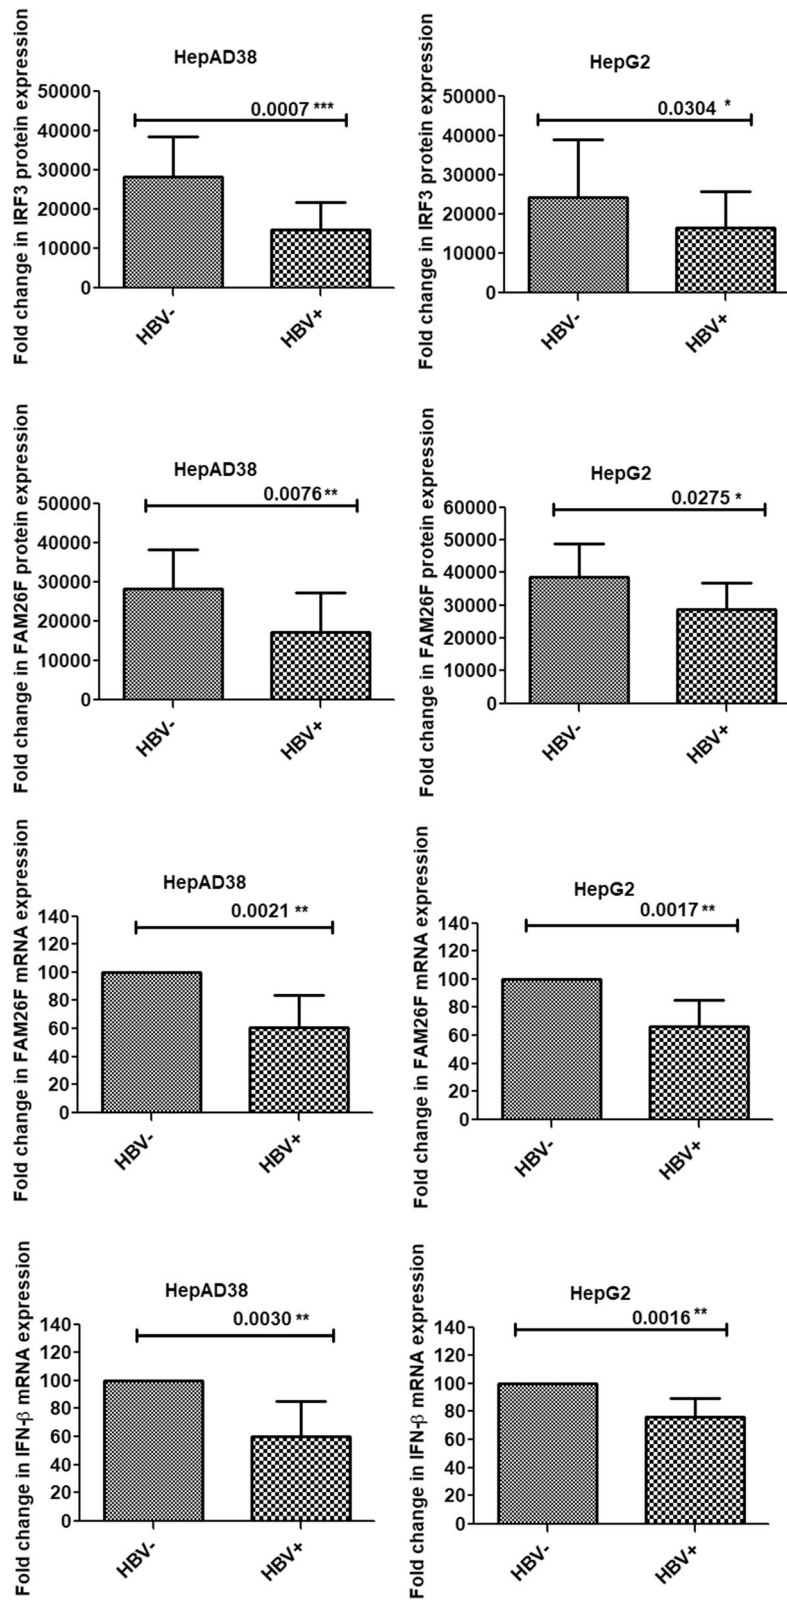 HepAD38
Fold change in IRF3 protein expression
50000
40000
30000
20000
10000
0
0.0007 ***
HBV-
HBV+
HepG2
Fold change in IRF3 protein expression
50000
40000
30000
20000
10000
0
0.0304 *
HBV-
HBV+
HepAD38
Fold change in FAM26F protein expression
50000
40000
30000
20000
10000
0
0.0076 **
HBV-
HBV+
HepG2
Fold change in FAM26F protein expression
60000
50000
40000
30000
20000
10000
0
0.0275 *
HBV-
HBV+
HepAD38
Fold change in FAM26F mRNA expression
140
120
100
80
60
40
20
0
0.0021 **
HBV-
HBV+
HepG2
Fold change in FAM26F mRNA expression
140
120
100
80
60
40
20
0
0.0017 **
HBV-
HBV+
HepAD38
Fold change in IFN-β mRNA expression
140
120
100
80
60
40
20
0
0.0030 **
HBV-
HBV+
HepG2
Fold change in IFN-β mRNA expression
140
120
100
80
60
40
20
0
0.0016 **
HBV-
HBV+